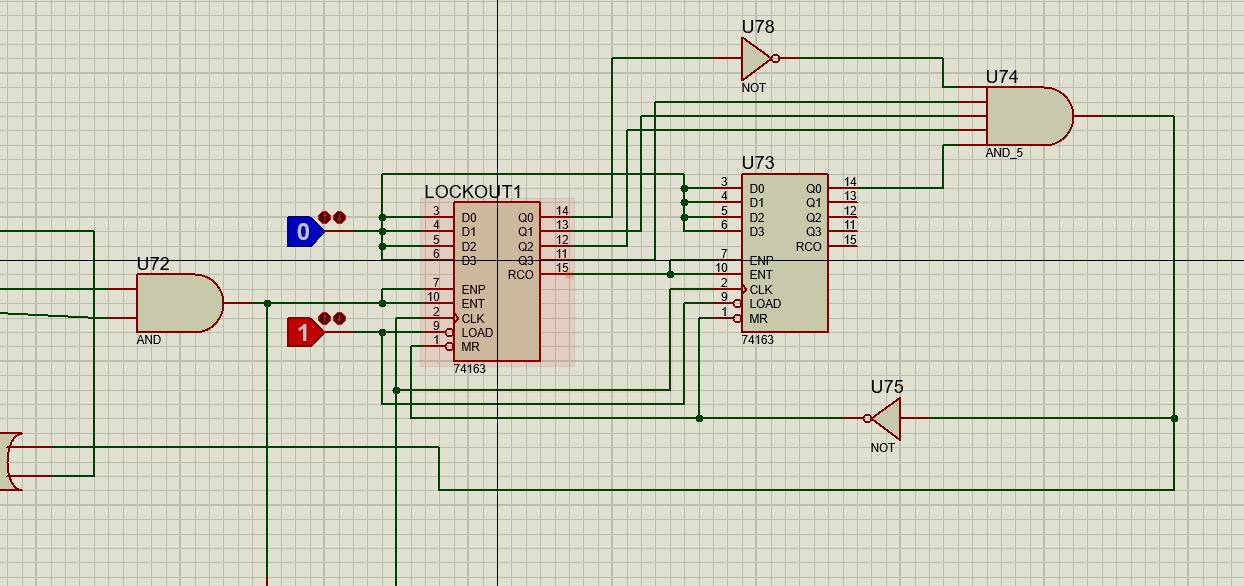 U78
NOT
U74
AND_5
U73
3 D0 Q0 14
4 D1 Q1 13
5 D2 Q2 12
6 D3 Q3 11
RCO 15
7 ENP
10 ENT
2 CLK
9 LOAD
1 MR
74163
LOCKOUT1
3 D0 Q0 14
4 D1 Q1 13
5 D2 Q2 12
6 D3 Q3 11
RCO 15
7 ENP
10 ENT
2 CLK
9 LOAD
1 MR
74163
0
1
U72
AND
U75
NOT